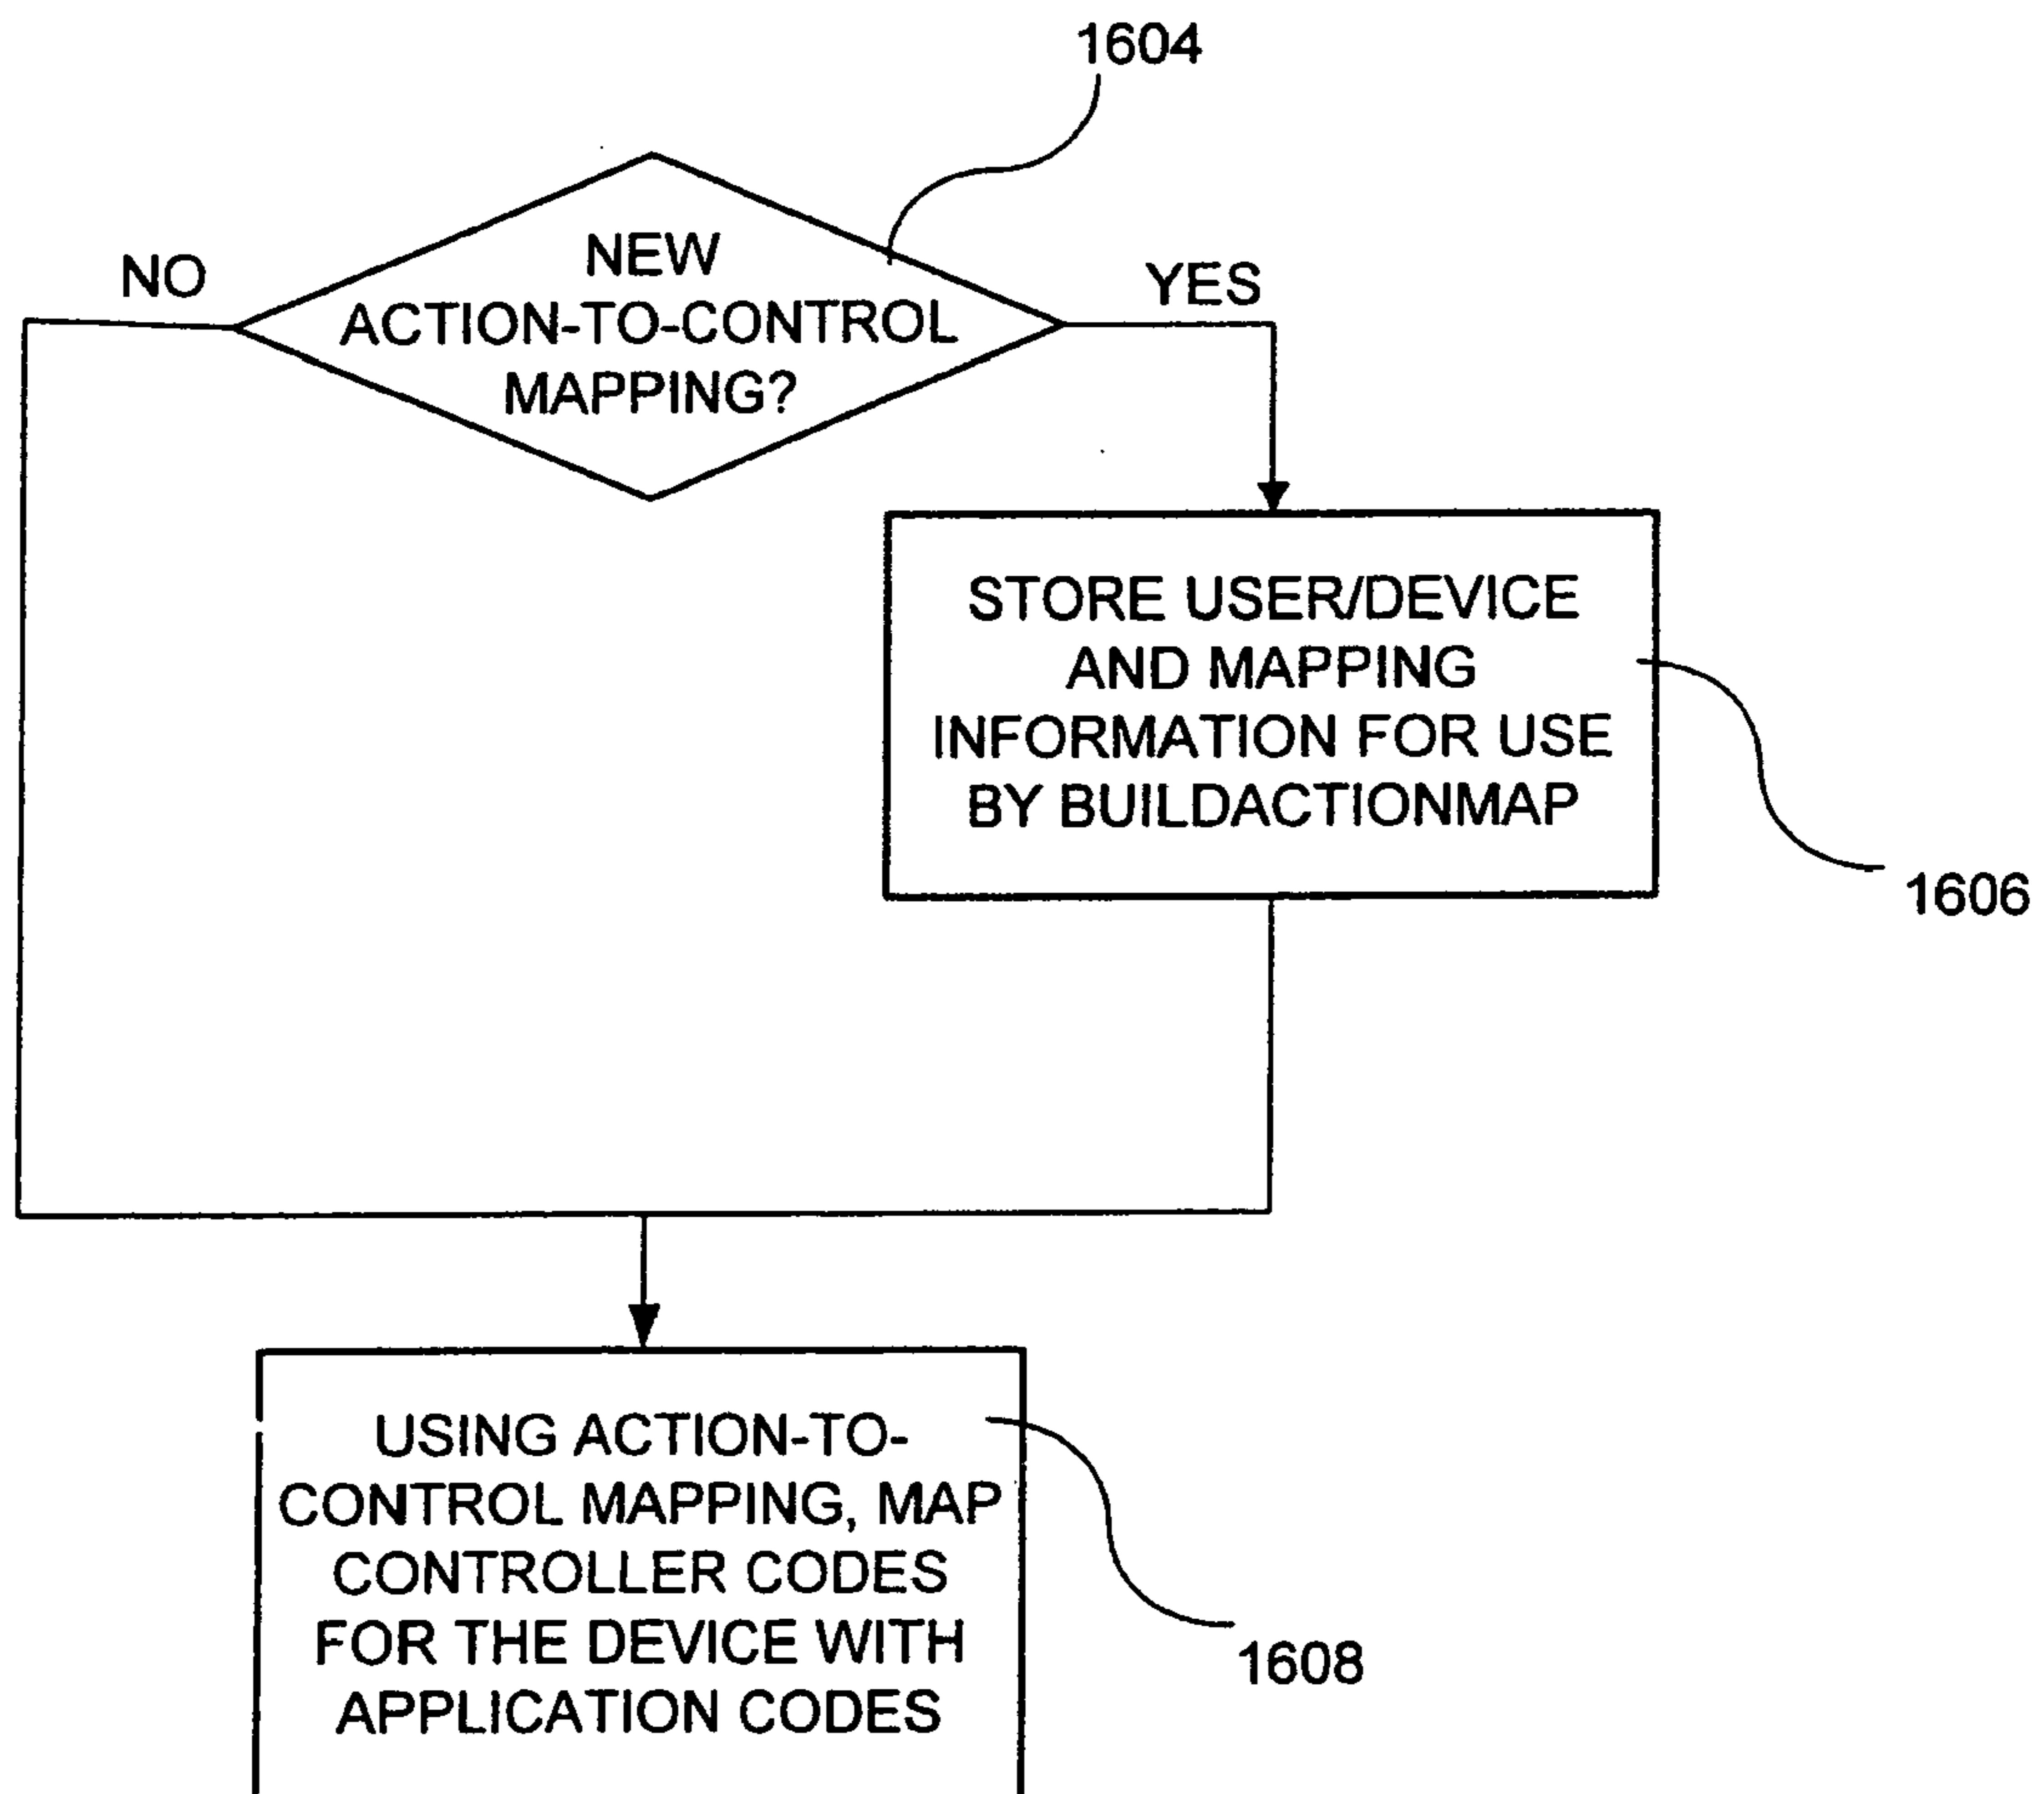 1604
NEW
ACTION-TO-CONTROL
MAPPING?
NO
YES
STORE USER/DEVICE
AND MAPPING
INFORMATION FOR USE
BY BUILDACTIONMAP
1606
USING ACTION-TO-
CONTROL MAPPING, MAP
CONTROLLER CODES
FOR THE DEVICE WITH
APPLICATION CODES
1608